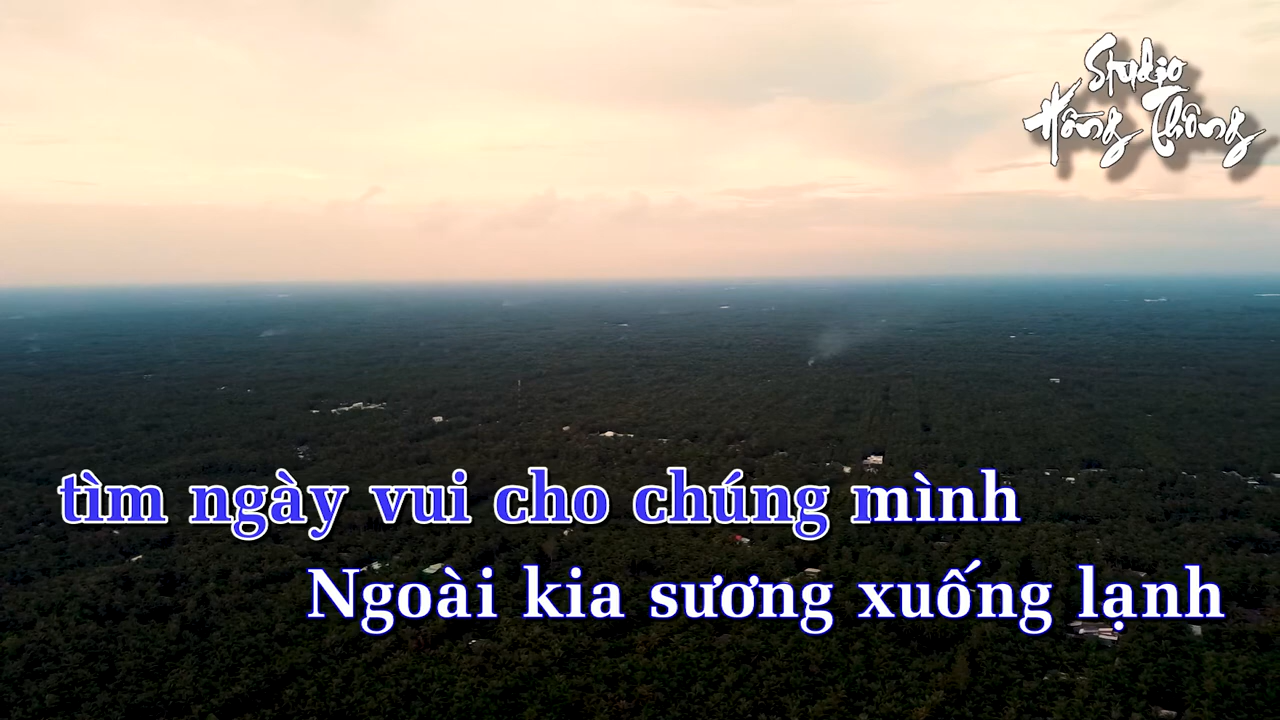 Studio
Hồng Thông
tìm ngày vui cho chúng mình
Ngoài kia sương xuống lạnh